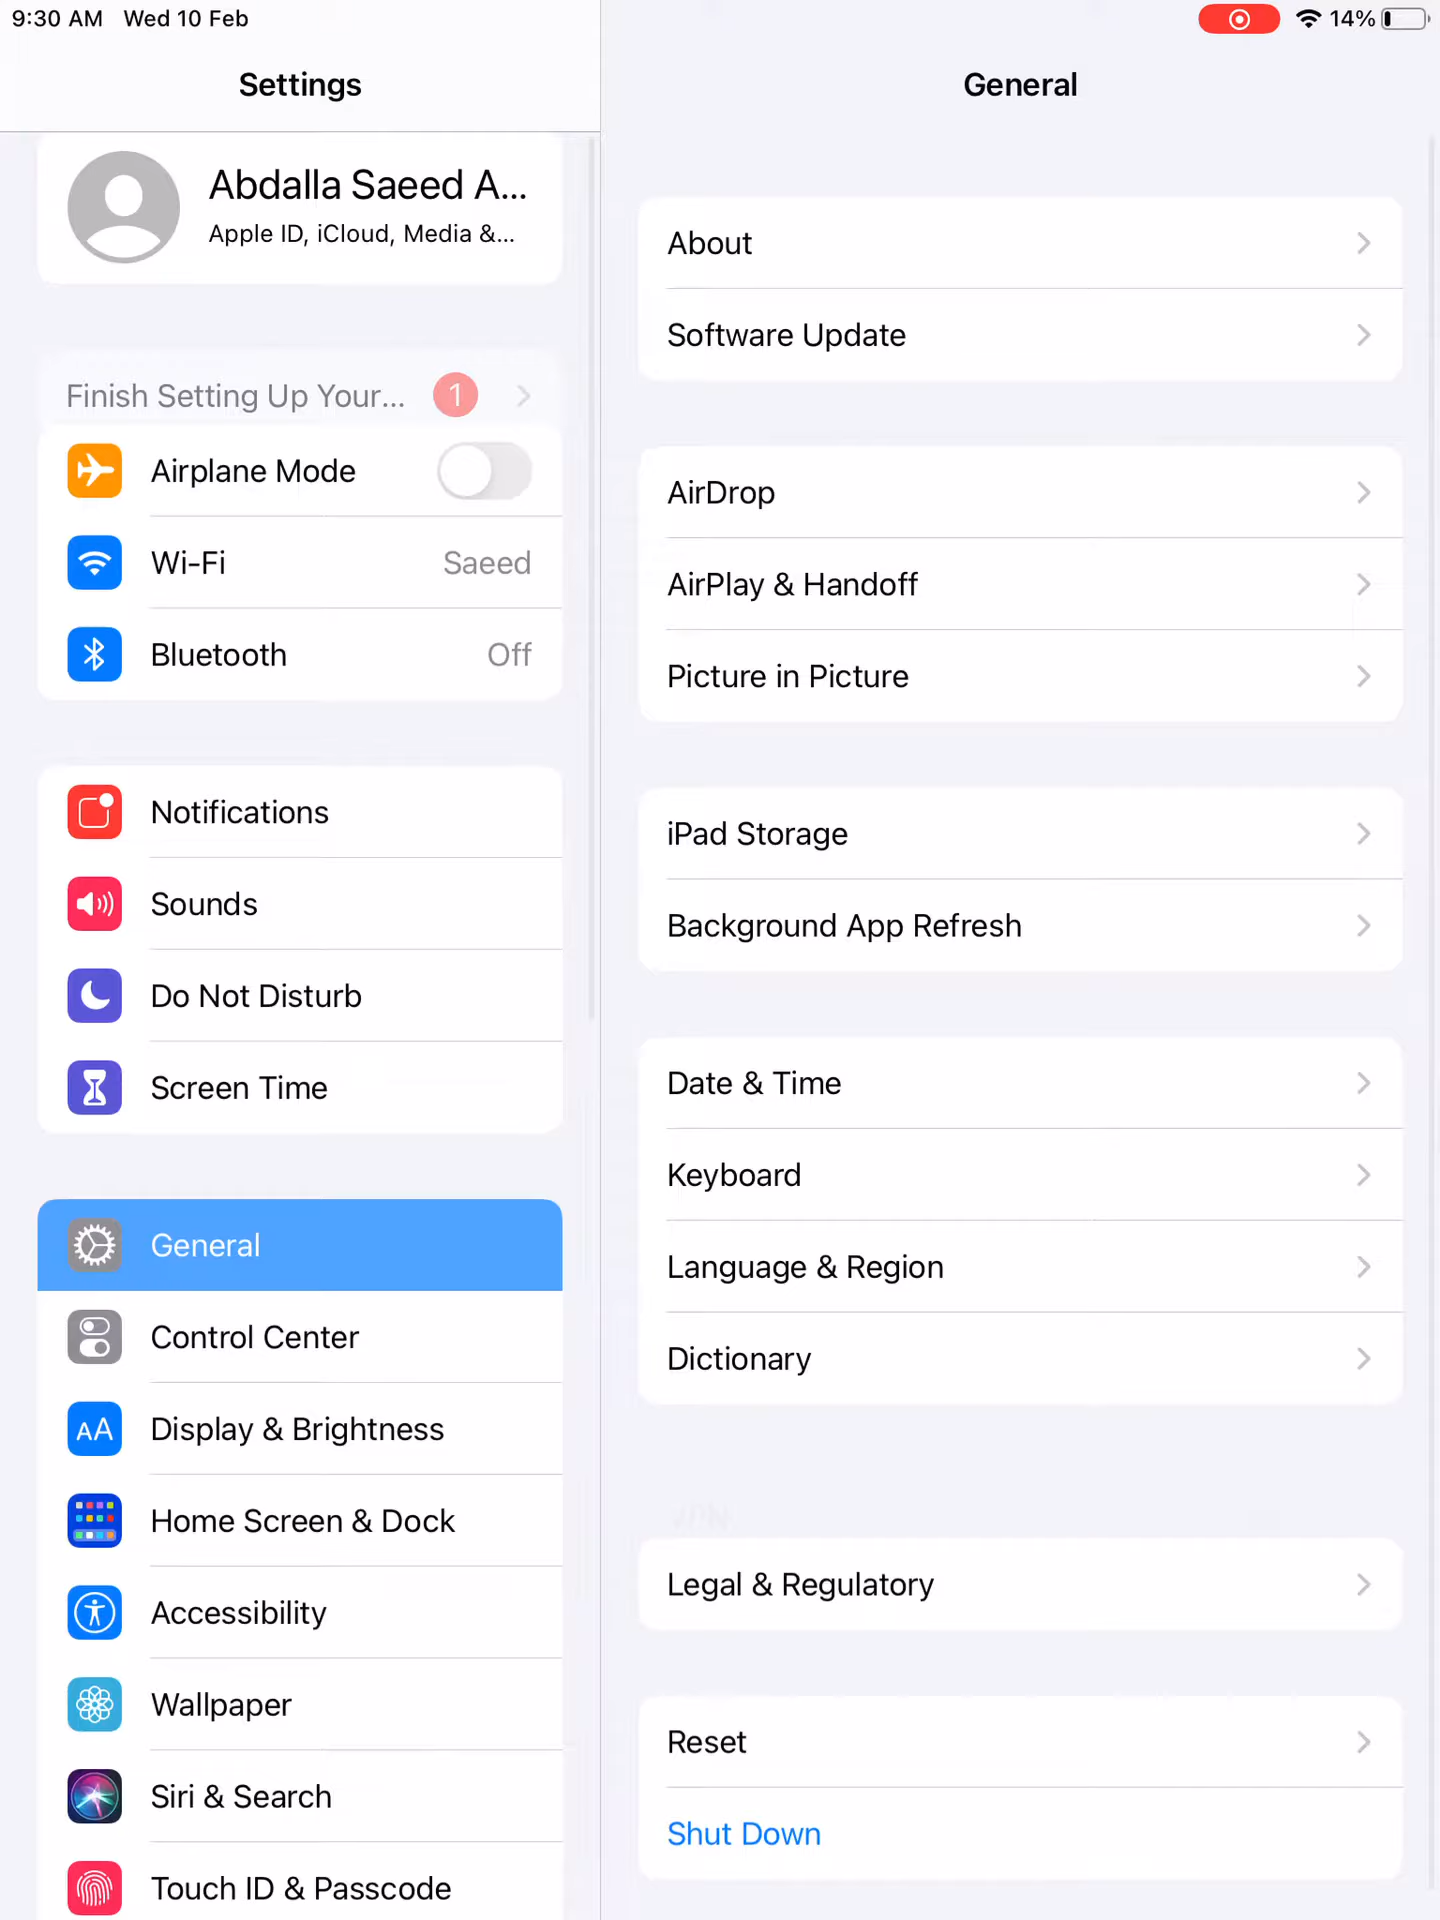 9:30 AM Wed 10 Feb
14%
Settings
Abdalla Saeed A...
Apple ID, iCloud, Media &...
Finish Setting Up Your... 1
Airplane Mode
Wi-Fi Saeed
Bluetooth Off
Notifications
Sounds
Do Not Disturb
Screen Time
General
Control Center
AA Display & Brightness
Home Screen & Dock
Accessibility
Wallpaper
Siri & Search
Touch ID & Passcode
General
About
Software Update
AirDrop
AirPlay & Handoff
Picture in Picture
iPad Storage
Background App Refresh
Date & Time
Keyboard
Language & Region
Dictionary
VPN
Legal & Regulatory
Reset
Shut Down